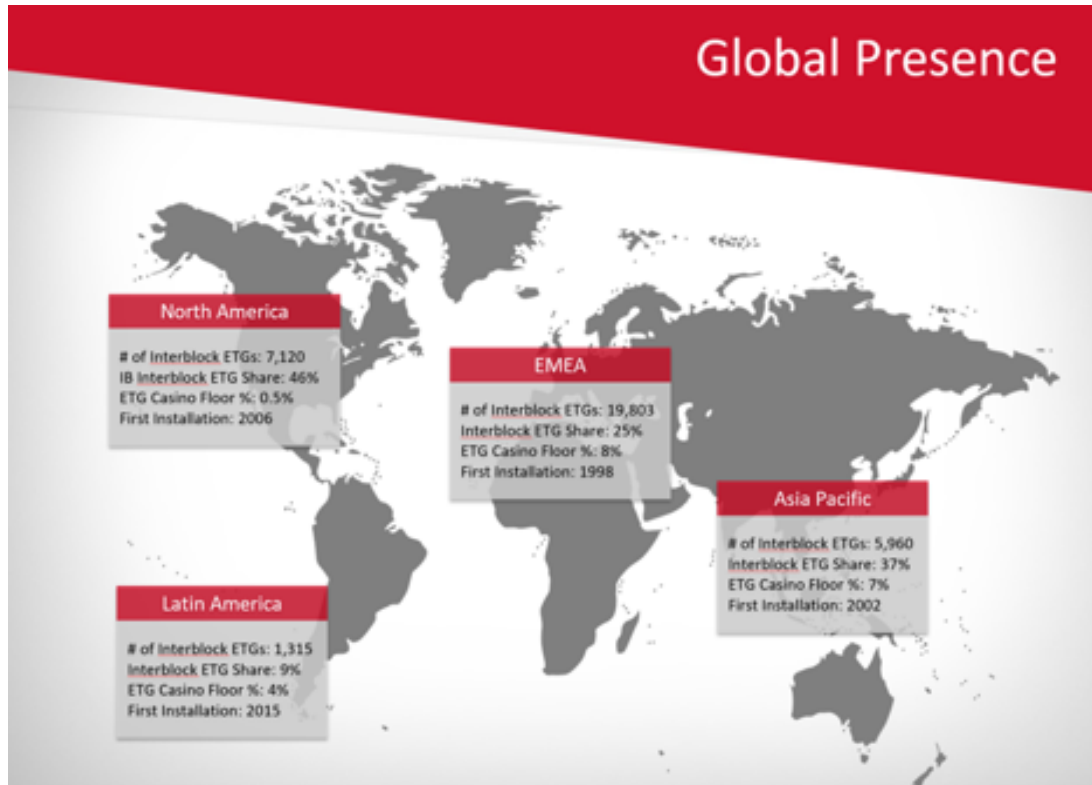 Global Presence
North America
# of Interblock ETGs: 7,120
IB Interblock ETG Share: 46%
ETG Casino Floor %: 0.5%
First Installation: 2006
EMEA
# of Interblock ETGs: 19,803
Interblock ETG Share: 25%
ETG Casino Floor %: 8%
First Installation: 1998
Asia Pacific
# of Interblock ETGs: 5,960
Interblock ETG Share: 37%
ETG Casino Floor %: 7%
First Installation: 2002
Latin America
# of Interblock ETGs: 1,315
Interblock ETG Share: 9%
ETG Casino Floor %: 4%
First Installation: 2015